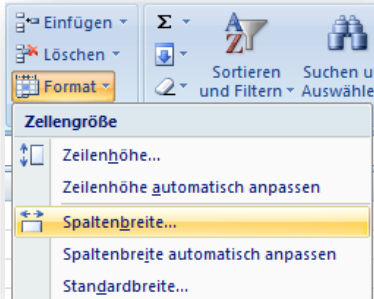 Einfügen
Löschen
Format
Σ
A
Z
Sortieren
und Filtern
Suchen u
Auswähle
Zellengröße
Zeilenhöhe...
Zeilenhöhe automatisch anpassen
Spaltenbreite...
Spaltenbreite automatisch anpassen
Standardbreite...